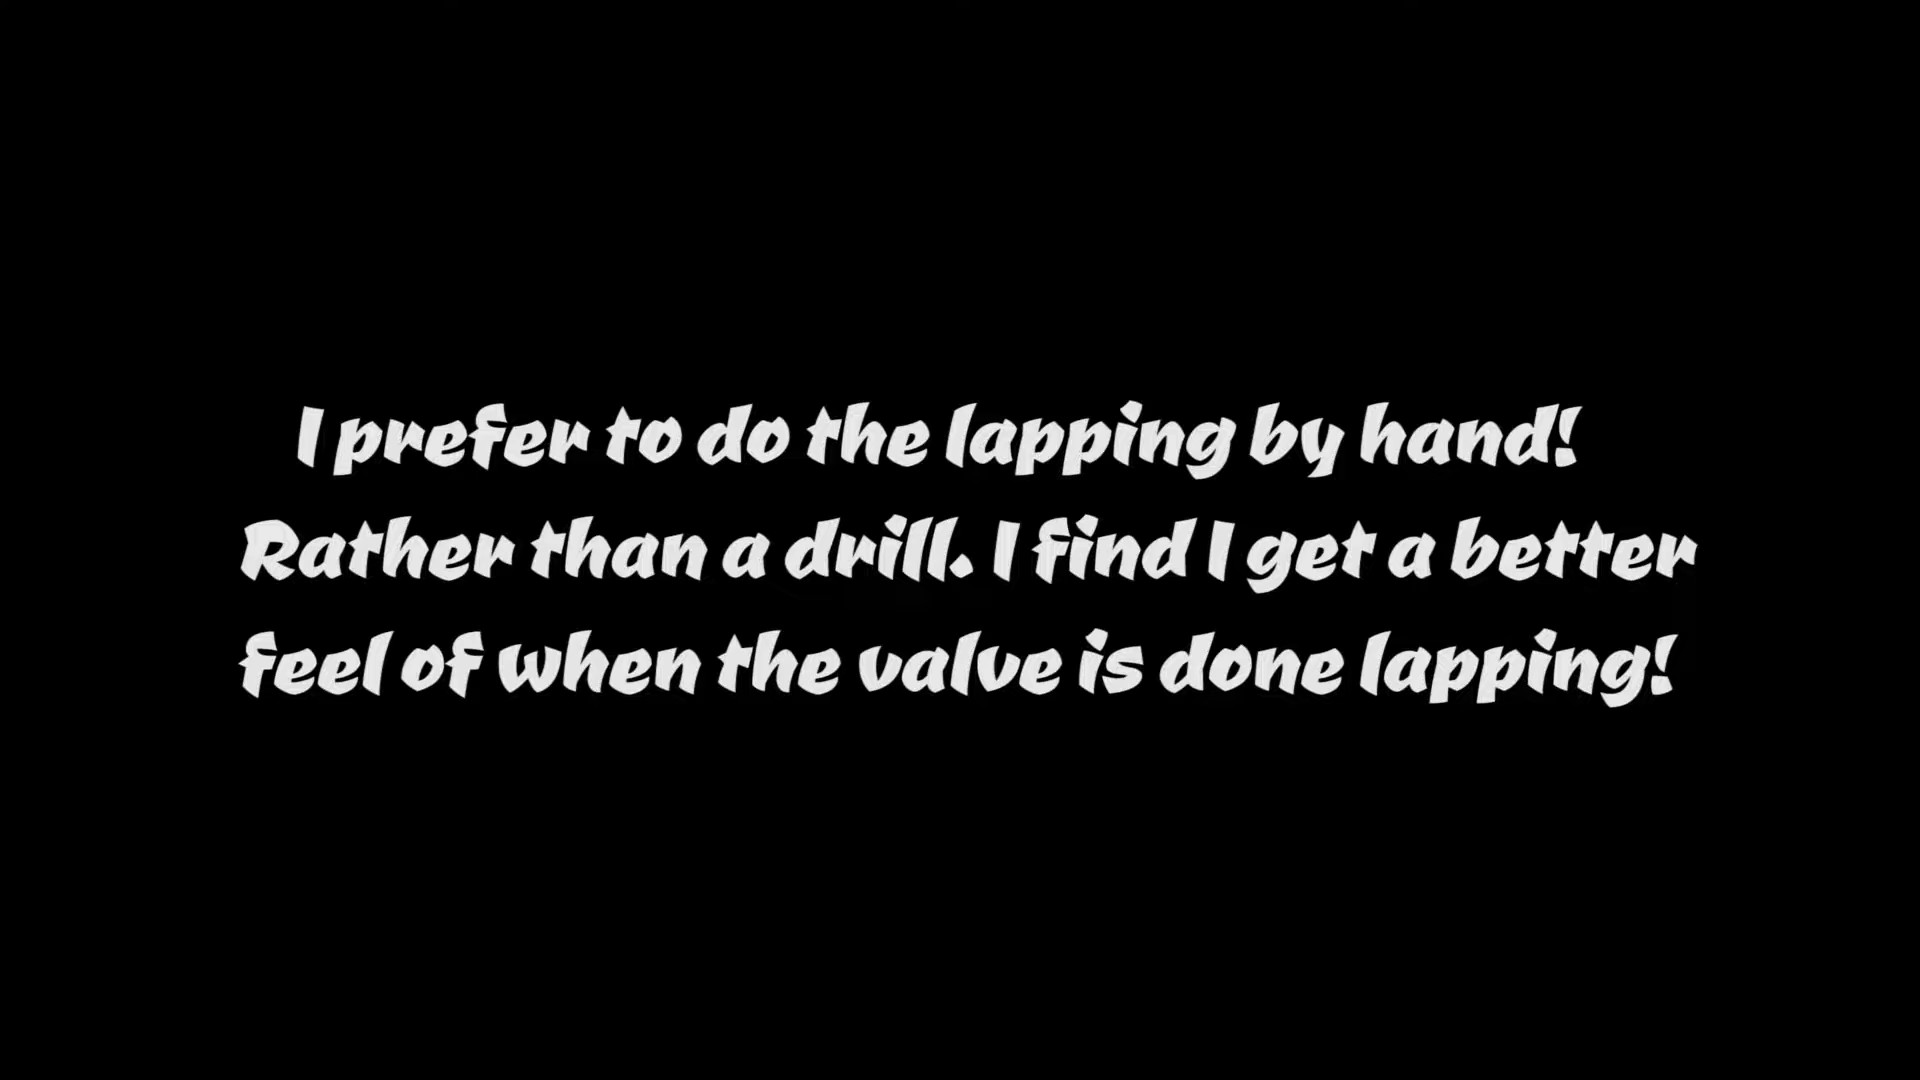 I prefer to do the lapping by hand!
Rather than a drill. I find I get a better
feel of when the valve is done lapping!